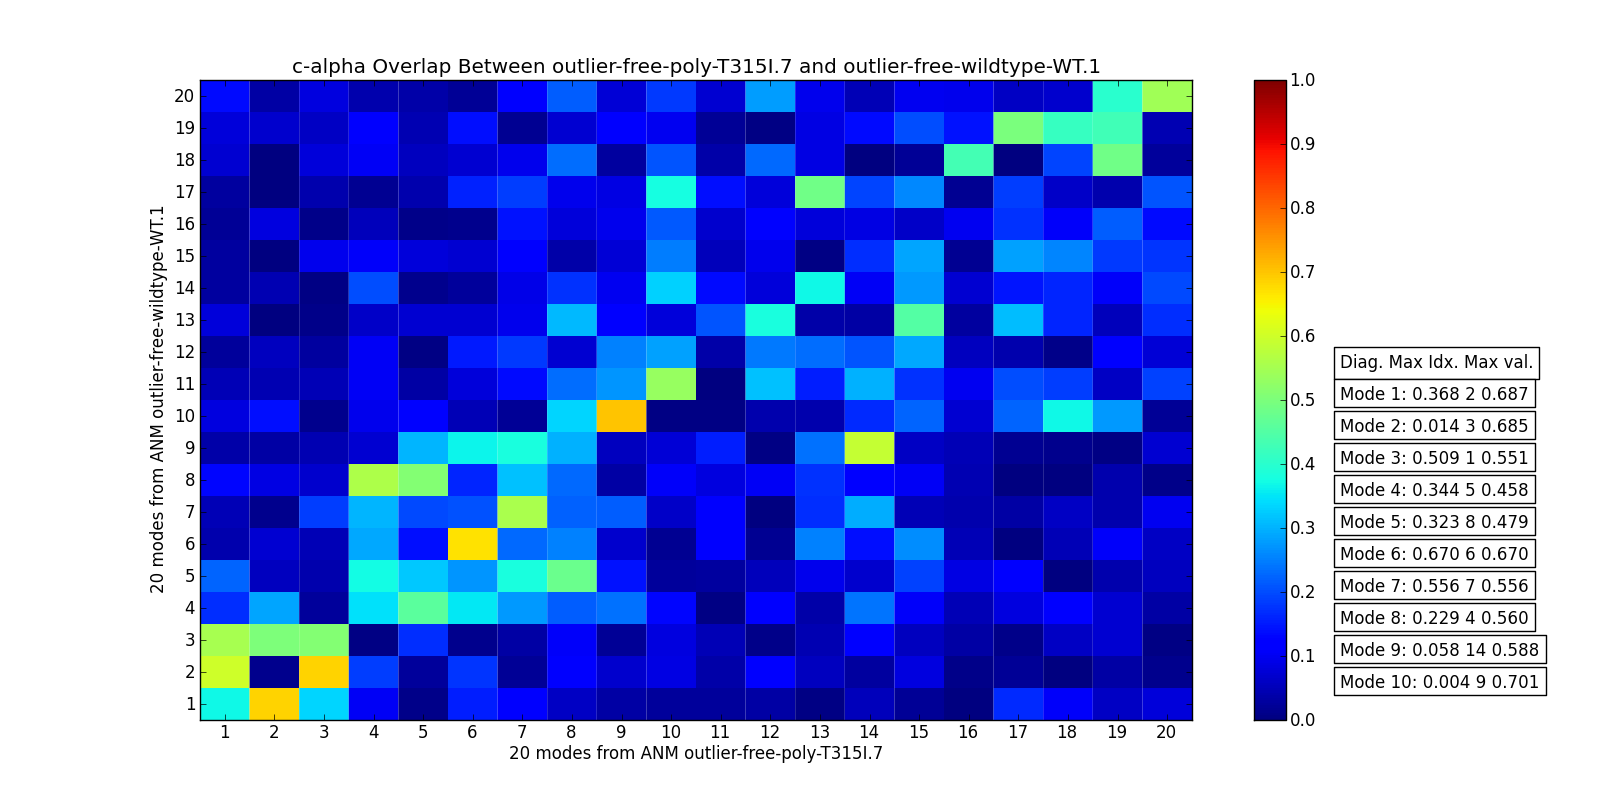 c-alpha Overlap Between outlier-free-poly-T315I.7 and outlier-free-wildtype-WT.1
20 modes from ANM outlier-free-wildtype-WT.1
20
19
18
17
16
15
14
13
12
11
10
9
8
7
6
5
4
3
2
1
1 2 3 4 5 6 7 8 9 10 11 12 13 14 15 16 17 18 19 20
20 modes from ANM outlier-free-poly-T315I.7
1.0
0.9
0.8
0.7
0.6
0.5
0.4
0.3
0.2
0.1
0.0
Diag. Max Idx. Max val.
Mode 1: 0.368 2 0.687
Mode 2: 0.014 3 0.685
Mode 3: 0.509 1 0.551
Mode 4: 0.344 5 0.458
Mode 5: 0.323 8 0.479
Mode 6: 0.670 6 0.670
Mode 7: 0.556 7 0.556
Mode 8: 0.229 4 0.560
Mode 9: 0.058 14 0.588
Mode 10: 0.004 9 0.701